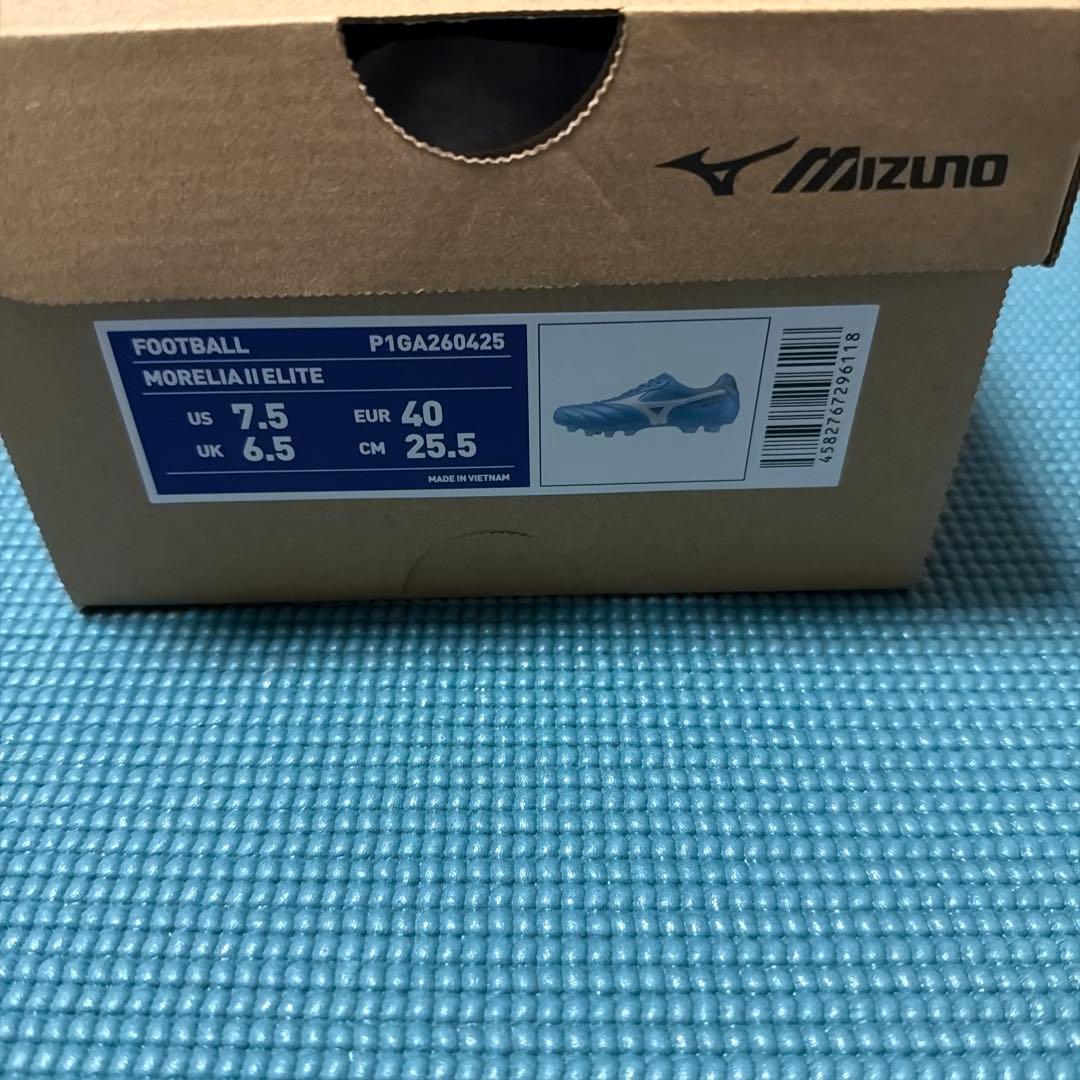 MIZUNO
FOOTBALL P1GA260425
MORELIA II ELITE
US 7.5 EUR 40
UK 6.5 CM 25.5
MADE IN VIETNAM
4582767296118